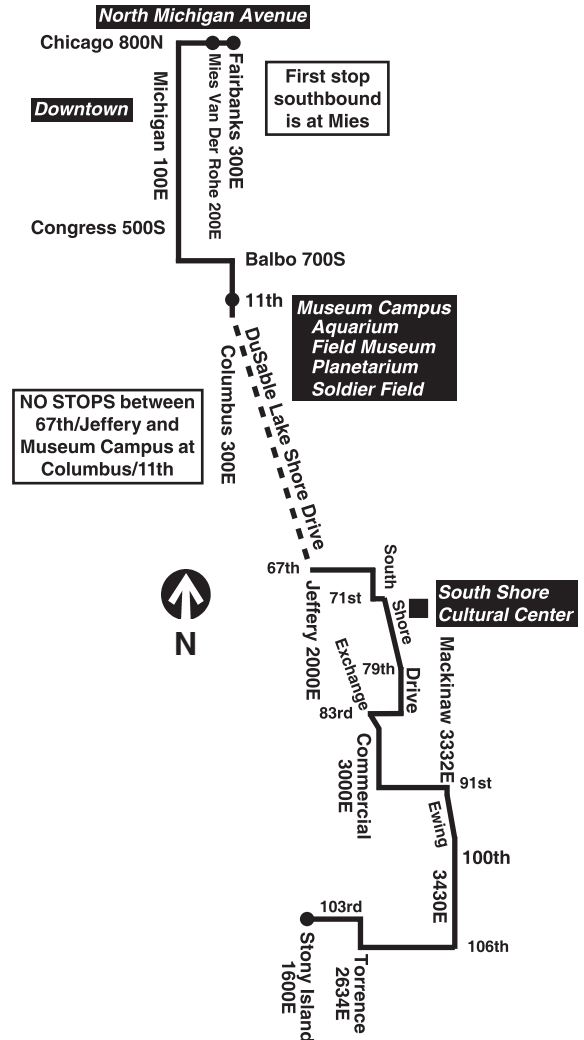 North Michigan Avenue
Chicago 800N
Fairbanks 300E
Mies Van Der Rohe 200E
Michigan 100E
First stop
southbound
is at Mies
Downtown
Congress 500S
Balbo 700S
11th
Museum Campus
Aquarium
Field Museum
Planetarium
Soldier Field
DuSable Lake Shore Drive
Columbus 300E
NO STOPS between
67th/Jeffery and
Museum Campus at
Columbus/11th
67th
South
Shore
Drive
71st
Jeffery 2000E
N
South Shore
Cultural Center
Mackinaw 3332E
Exchange
79th
83rd
Commercial
3000E
91st
Ewing
3430E
100th
103rd
106th
Stony Island
1600E
Torrence
2634E